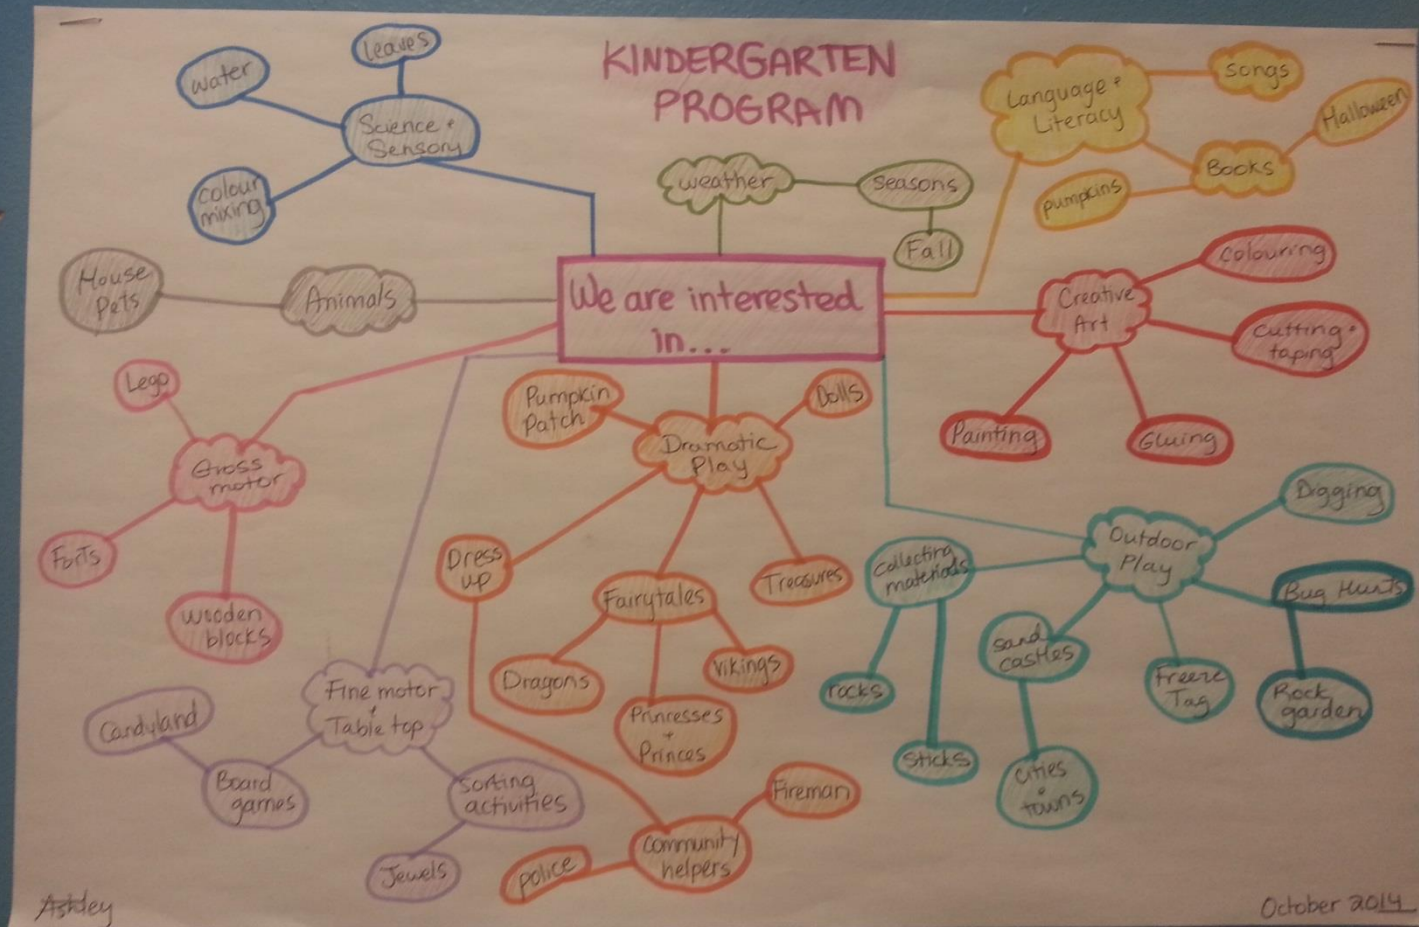 KINDERGARTEN
PROGRAM
leaves
water
Science +
Sensory
colour
mixing
weather
seasons
Fall
Language +
Literacy
songs
Books
Halloween
pumpkins
House
Pets
Animals
We are interested
in...
Creative
Art
Colouring
Cutting +
taping
Painting
Gluing
Lego
Gross
motor
Forts
wooden
blocks
Pumpkin
Patch
Dolls
Dramatic
Play
Dress
up
Fairytales
Treasures
Dragons
Vikings
Princesses
+
Princes
Community
helpers
Fireman
police
Outdoor
Play
Digging
Collecting
materials
rocks
Sticks
Sand
castles
Cities
+
towns
Freeze
Tag
Bug Hunts
Rock
garden
Fine motor
+
Table top
Candyland
Board
games
Sorting
activities
Jewels
Ashley
October 2014